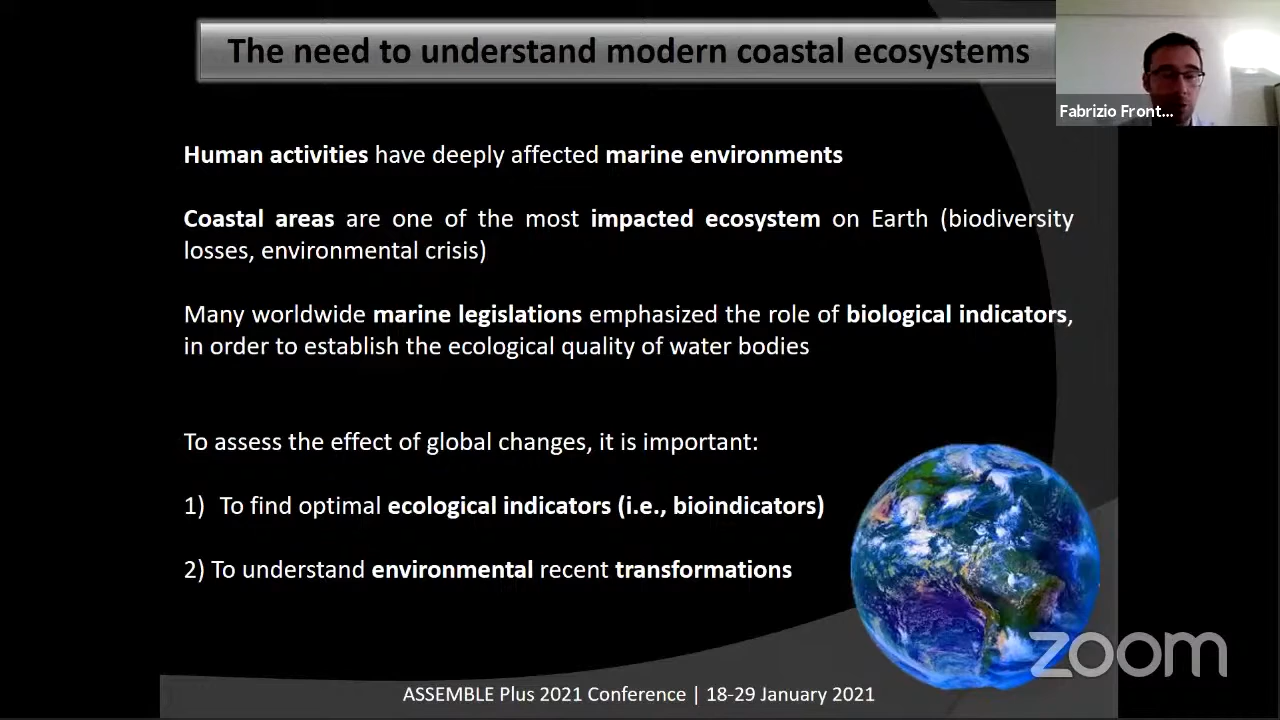 The need to understand modern coastal ecosystems
Fabrizio Front...
Human activities have deeply affected marine environments
Coastal areas are one of the most impacted ecosystem on Earth (biodiversity
losses, environmental crisis)
Many worldwide marine legislations emphasized the role of biological indicators,
in order to establish the ecological quality of water bodies
To assess the effect of global changes, it is important:
1) To find optimal ecological indicators (i.e., bioindicators)
2) To understand environmental recent transformations
zoom
ASSEMBLE Plus 2021 Conference | 18-29 January 2021